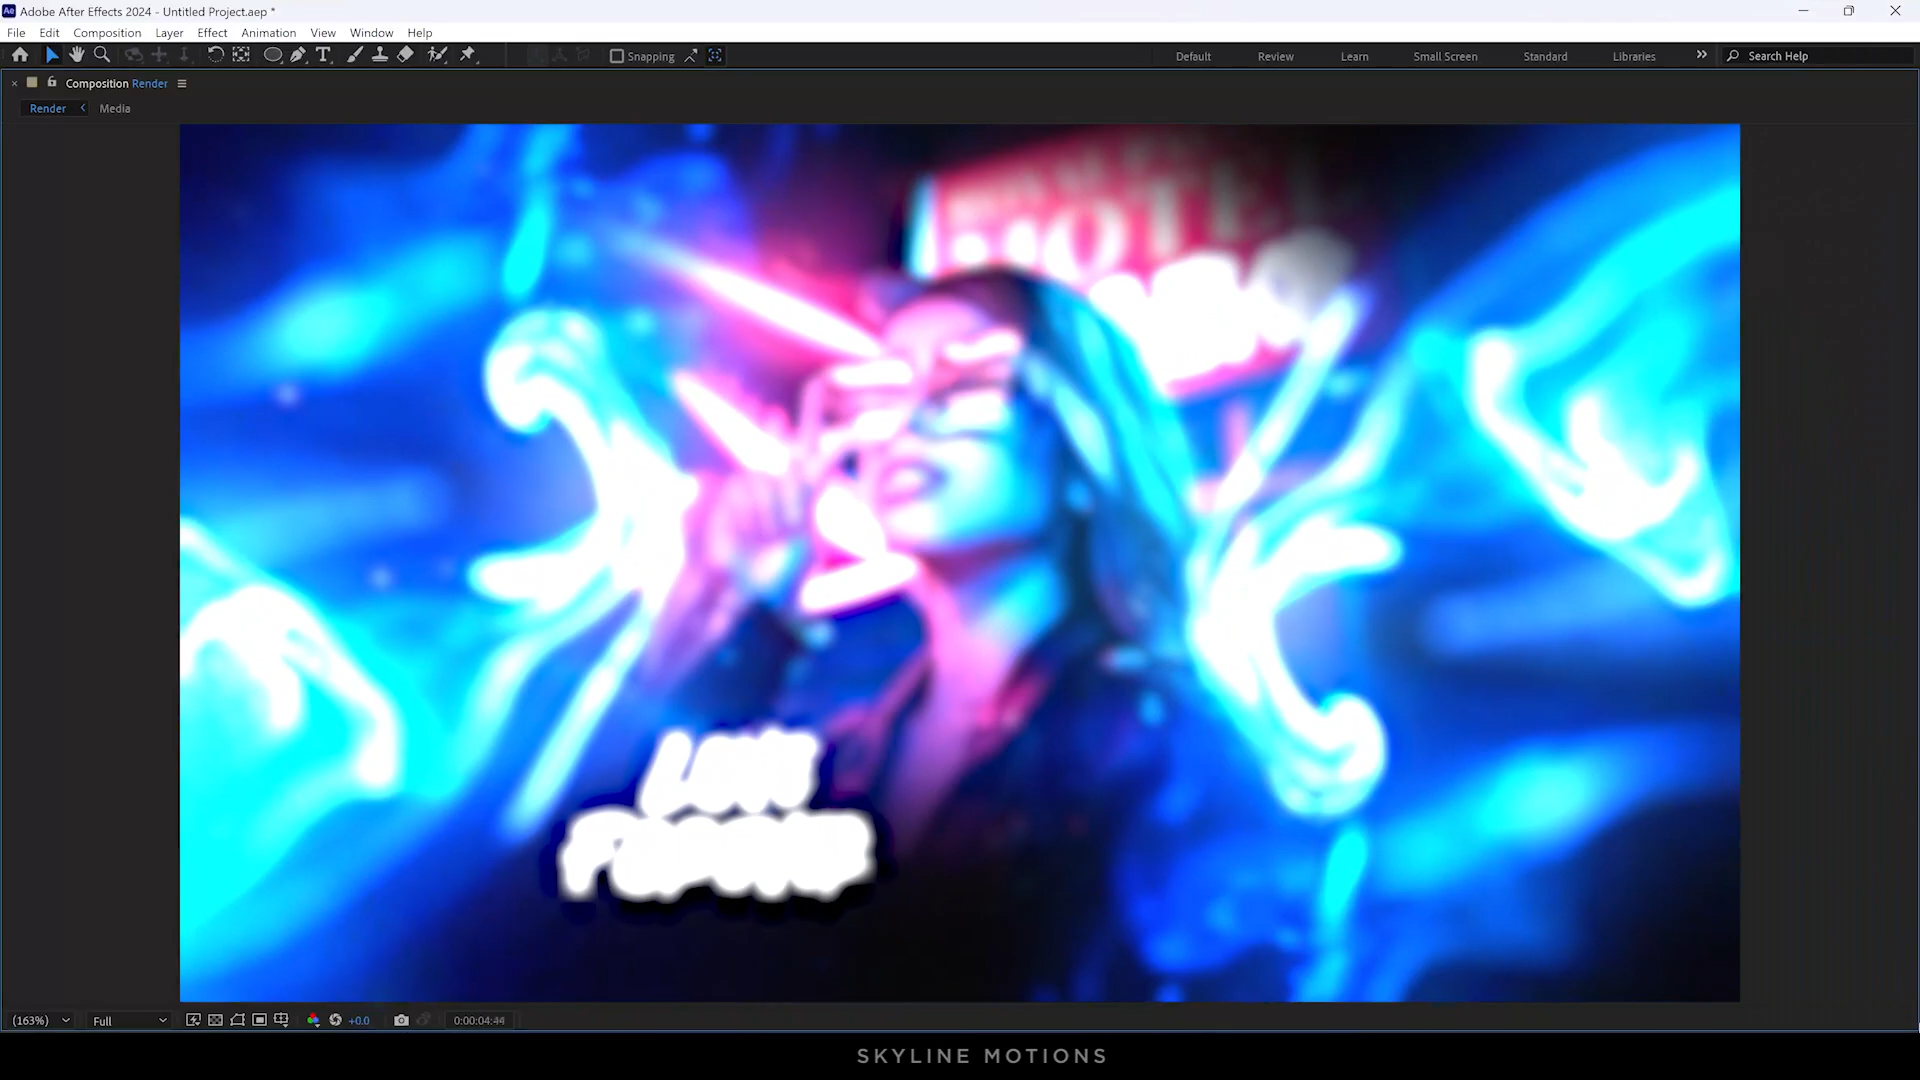 Adobe After Effects 2024 - Untitled Project.aep *
File Edit Composition Layer Effect Animation View Window Help
Snapping
Default Review Learn Small Screen Standard Libraries
Search Help
Composition Render
Render Media
(163%) Full +0.0 0:00:04:44
SKYLINE MOTIONS